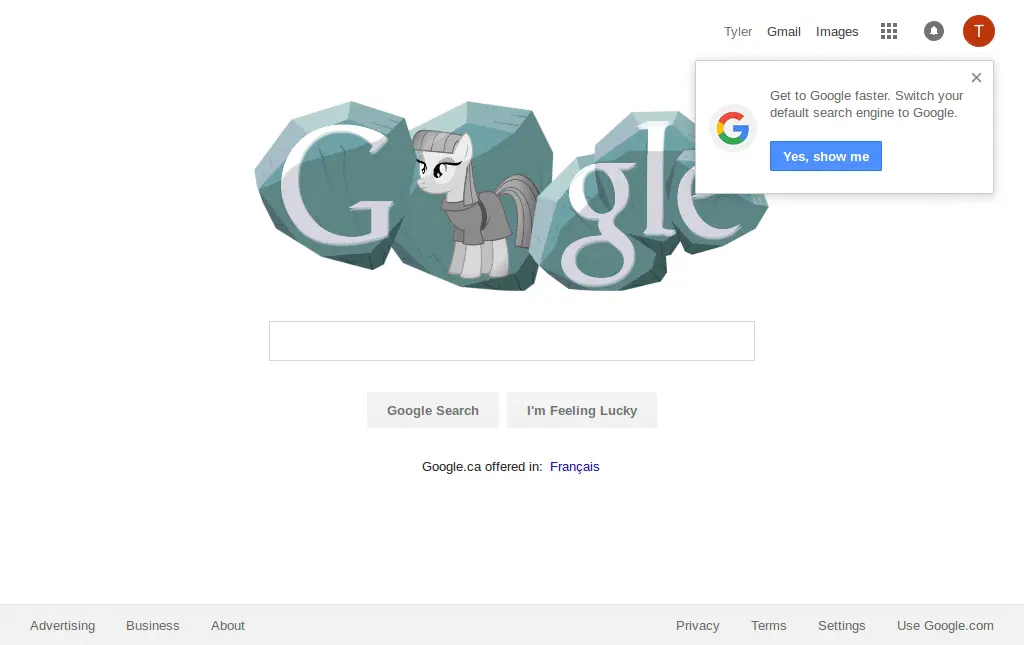 Tyler Gmail Images T
Get to Google faster. Switch your
default search engine to Google.
Yes, show me
G gle
Google Search I'm Feeling Lucky
Google.ca offered in: Français
Advertising Business About Privacy Terms Settings Use Google.com